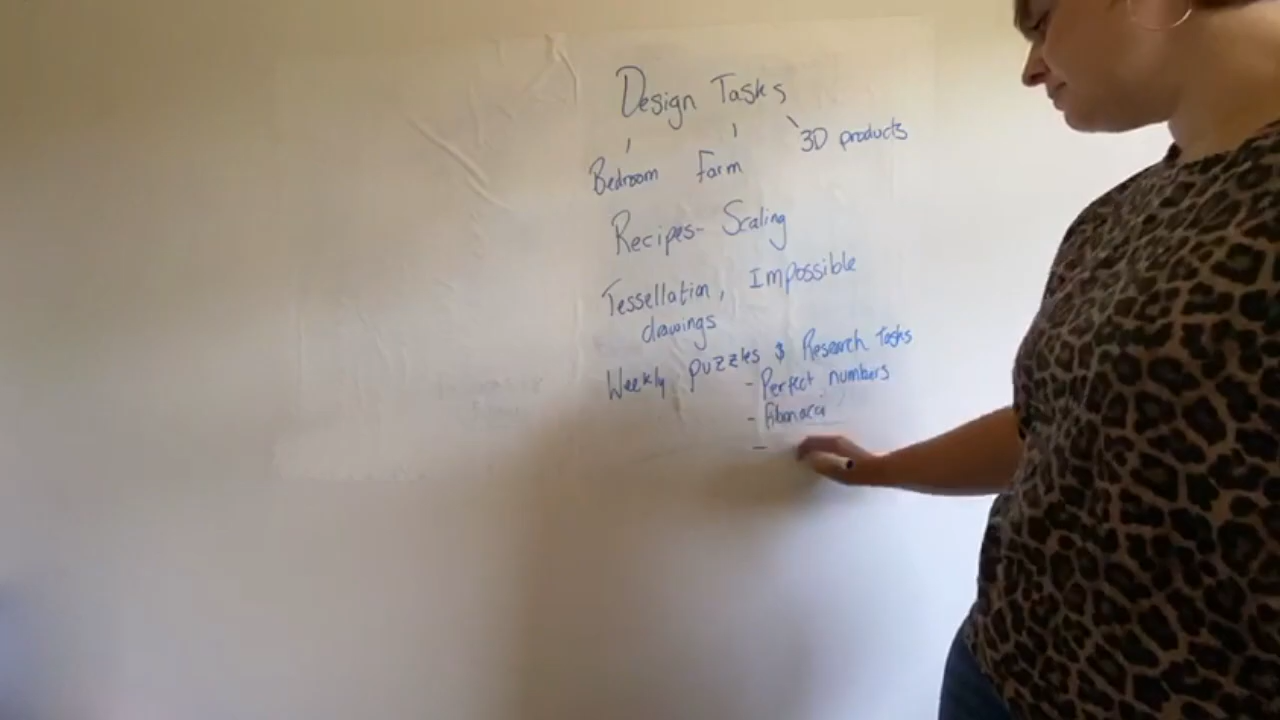 Design Tasks
Bedroom Farm 3D products
Recipes- Scaling
Tessellation, Impossible
drawings
Weekly puzzles & Research Tasks
- Perfect numbers
- Fibonacci
-